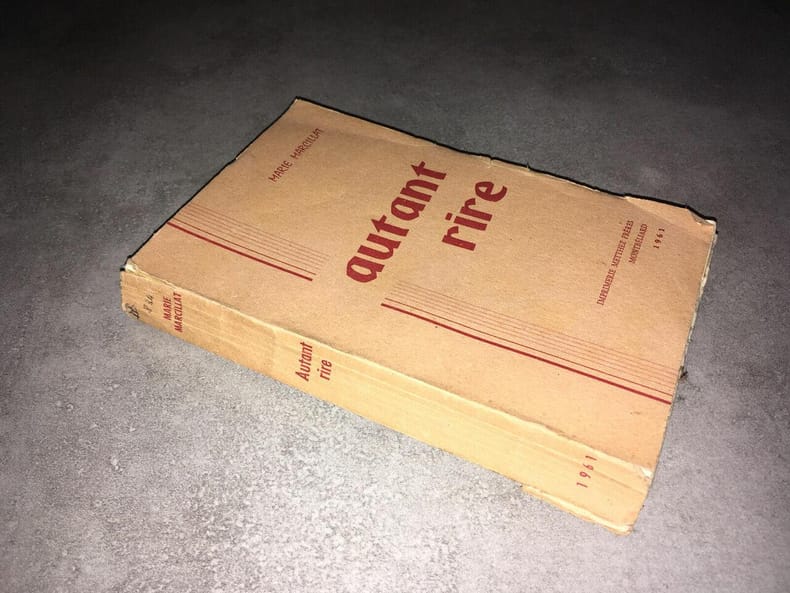 MARIE MARCILLAT
autant
rire
IMPRIMERIE METTHEZ FRÈRES
MONTBÉLIARD
1961
MARIE
MARCILLAT
Autant
rire
1961